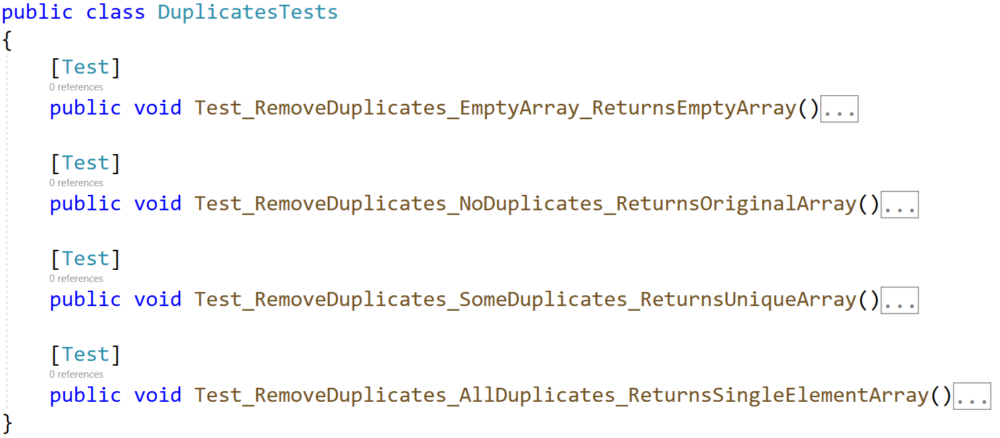 public class DuplicatesTests
{
[Test]
0 references
public void Test_RemoveDuplicates_EmptyArray_ReturnsEmptyArray()...
[Test]
0 references
public void Test_RemoveDuplicates_NoDuplicates_ReturnsOriginalArray()...
[Test]
0 references
public void Test_RemoveDuplicates_SomeDuplicates_ReturnsUniqueArray()...
[Test]
0 references
public void Test_RemoveDuplicates_AllDuplicates_ReturnsSingleElementArray()...
}